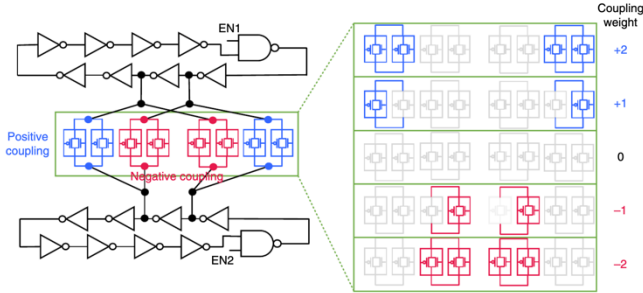 EN1
Positive
coupling
Negative coupling
EN2
Coupling
weight
+2
+1
0
−1
−2